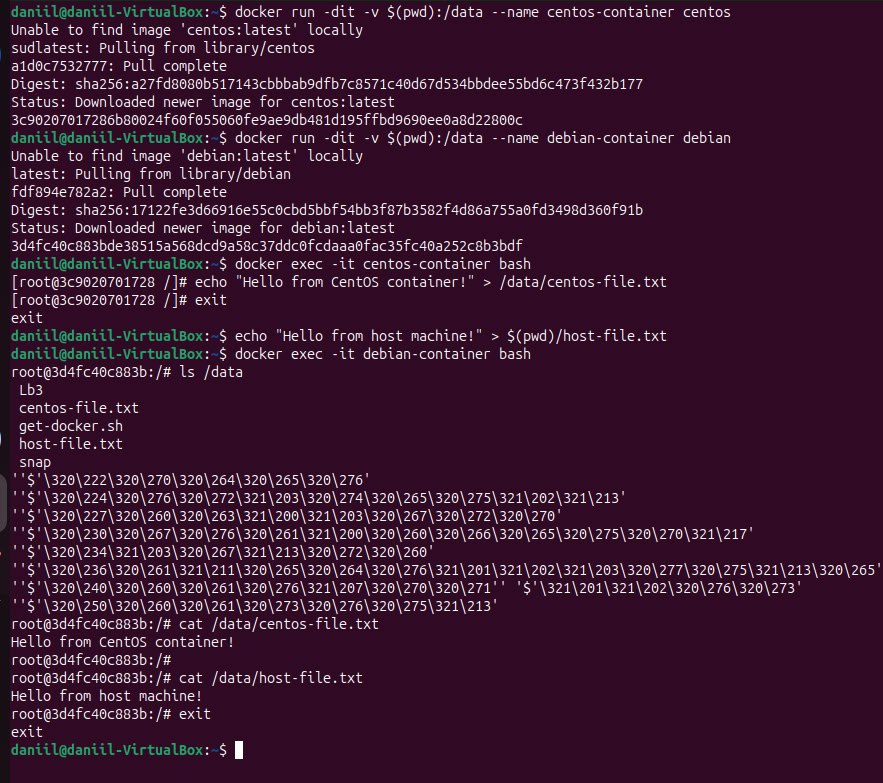 daniil@daniil-VirtualBox:~$ docker run -dit -v $(pwd):/data --name centos-container centos
Unable to find image 'centos:latest' locally
sudlatest: Pulling from library/centos
a1d0c7532777: Pull complete
Digest: sha256:a27fd8080b517143cbbbab9dfb7c8571c40d67d534bbdee55bd6c473f432b177
Status: Downloaded newer image for centos:latest
3c90207017286b80024f60f055060fe9ae9db481d195ffbd9690ee0a8d22800c
daniil@daniil-VirtualBox:~$ docker run -dit -v $(pwd):/data --name debian-container debian
Unable to find image 'debian:latest' locally
latest: Pulling from library/debian
fdf894e782a2: Pull complete
Digest: sha256:17122fe3d66916e55c0cbd5bbf54bb3f87b3582f4d86a755a0fd3498d360f91b
Status: Downloaded newer image for debian:latest
3d4fc40c883bde38515a568dcd9a58c37ddc0fcdaaa0fac35fc40a252c8b3bdf
daniil@daniil-VirtualBox:~$ docker exec -it centos-container bash
[root@3c9020701728 /]# echo "Hello from CentOS container!" > /data/centos-file.txt
[root@3c9020701728 /]# exit
exit
daniil@daniil-VirtualBox:~$ echo "Hello from host machine!" > $(pwd)/host-file.txt
daniil@daniil-VirtualBox:~$ docker exec -it debian-container bash
root@3d4fc40c883b:/# ls /data
Lb3
centos-file.txt
get-docker.sh
host-file.txt
snap
''$'\320\222\320\270\320\264\320\265\320\276'
''$'\320\224\320\276\320\272\321\203\320\274\320\265\320\275\321\202\321\213'
''$'\320\227\320\260\320\263\321\200\321\203\320\267\320\272\320\270'
''$'\320\230\320\267\320\276\320\261\321\200\320\260\320\266\320\265\320\275\320\270\321\217'
''$'\320\234\321\203\320\267\321\213\320\272\320\260'
''$'\320\236\320\261\321\211\320\265\320\264\320\276\321\201\321\202\321\203\320\277\320\275\321\213\320\265'
''$'\320\240\320\260\320\261\320\276\321\207\320\270\320\271'' '$'\321\201\321\202\320\276\320\273'
''$'\320\250\320\260\320\261\320\273\320\276\320\275\321\213'
root@3d4fc40c883b:/# cat /data/centos-file.txt
Hello from CentOS container!
root@3d4fc40c883b:/#
root@3d4fc40c883b:/# cat /data/host-file.txt
Hello from host machine!
root@3d4fc40c883b:/# exit
exit
daniil@daniil-VirtualBox:~$